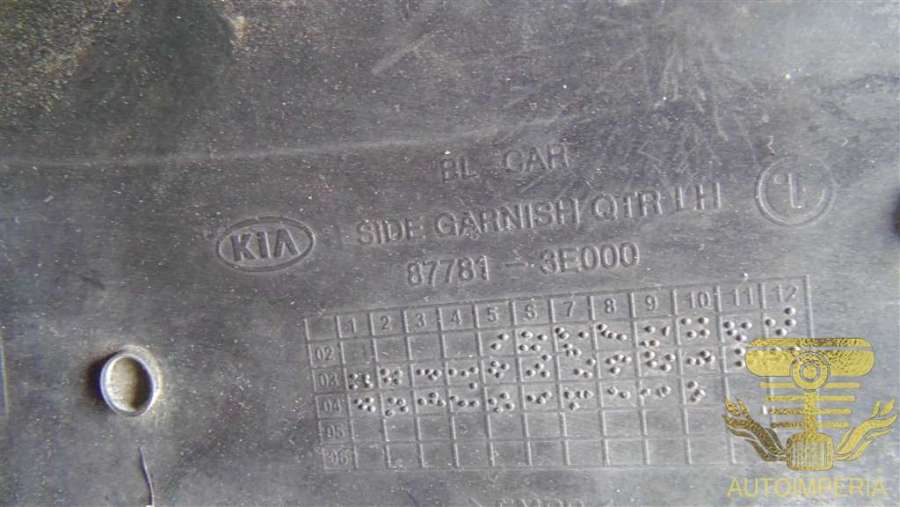 BL CAR
KIA SIDE GARNISH QTR LH
87781-3E000
1 2 3 4 5 6 7 8 9 10 11 12
02
03
04
05
06
AUTOIMPERIA